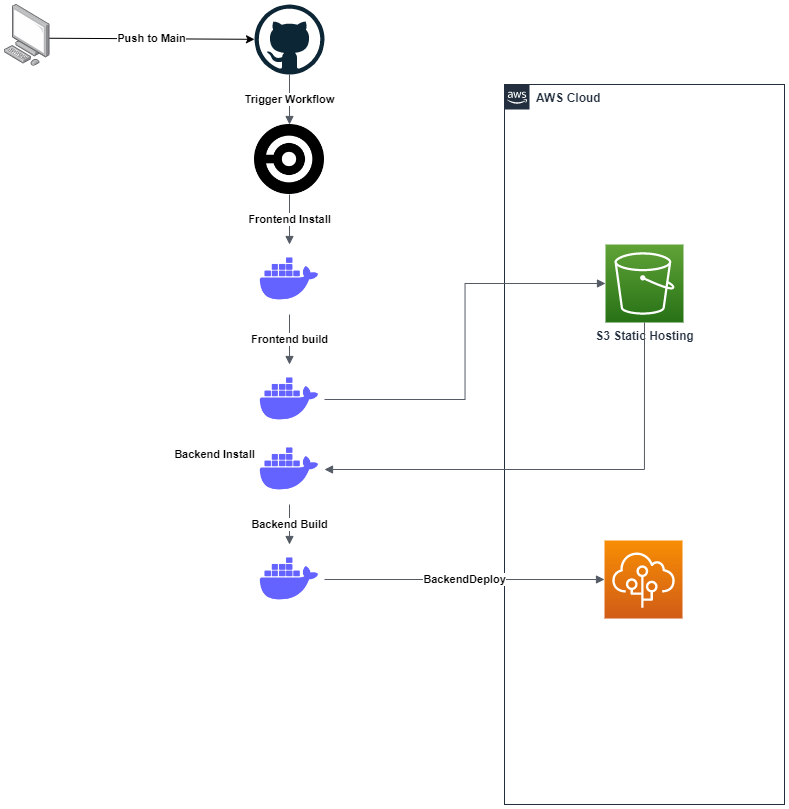 Push to Main
Trigger Workflow
aws
AWS Cloud
Frontend Install
Frontend build
S3 Static Hosting
Backend Install
Backend Build
BackendDeploy